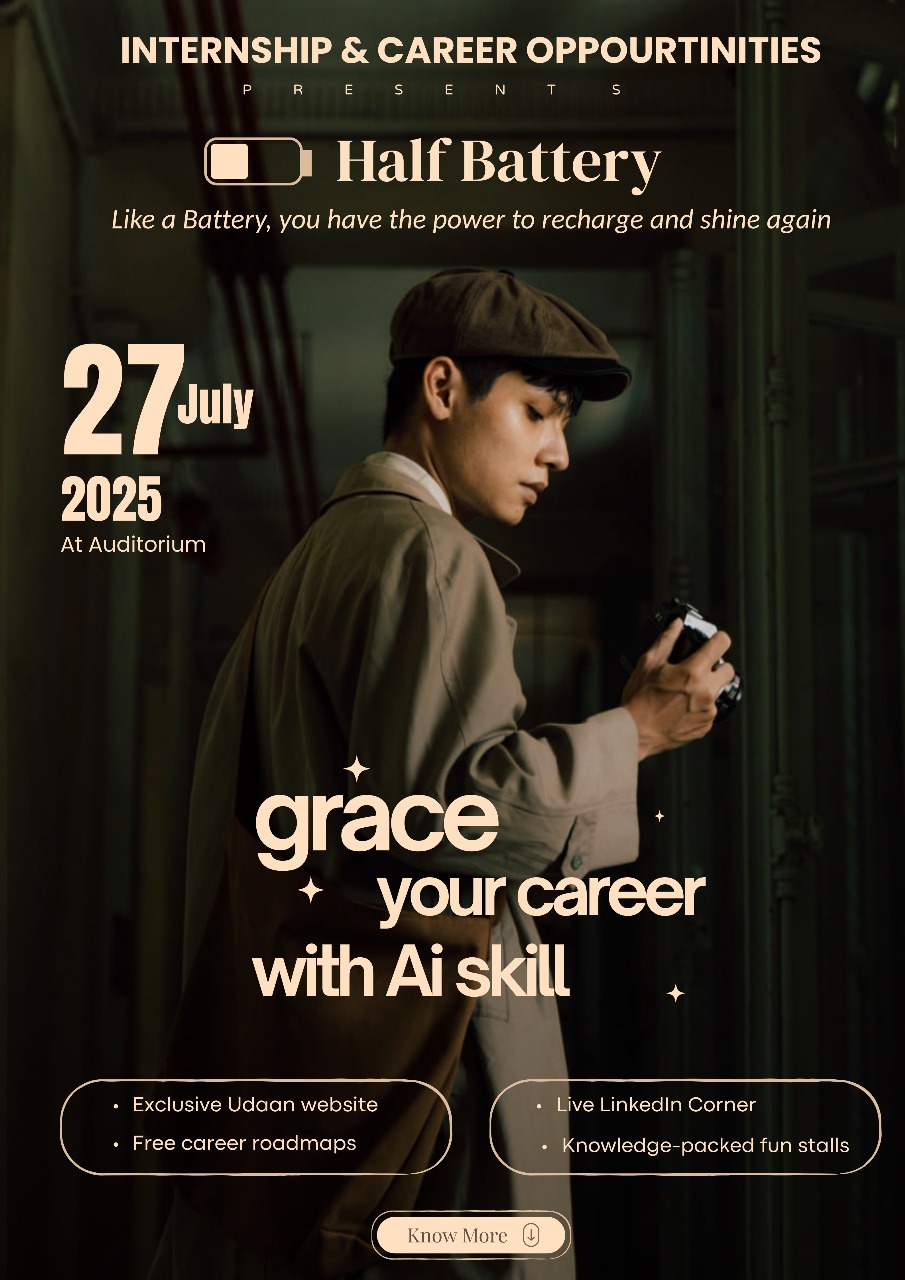 INTERNSHIP & CAREER OPPOURTINITIES
PRESENTS
Half Battery
Like a Battery, you have the power to recharge and shine again
27 July
2025
At Auditorium
grace
your career
with Ai skill
• Exclusive Udaan website
• Free career roadmaps
• Live LinkedIn Corner
• Knowledge-packed fun stalls
Know More